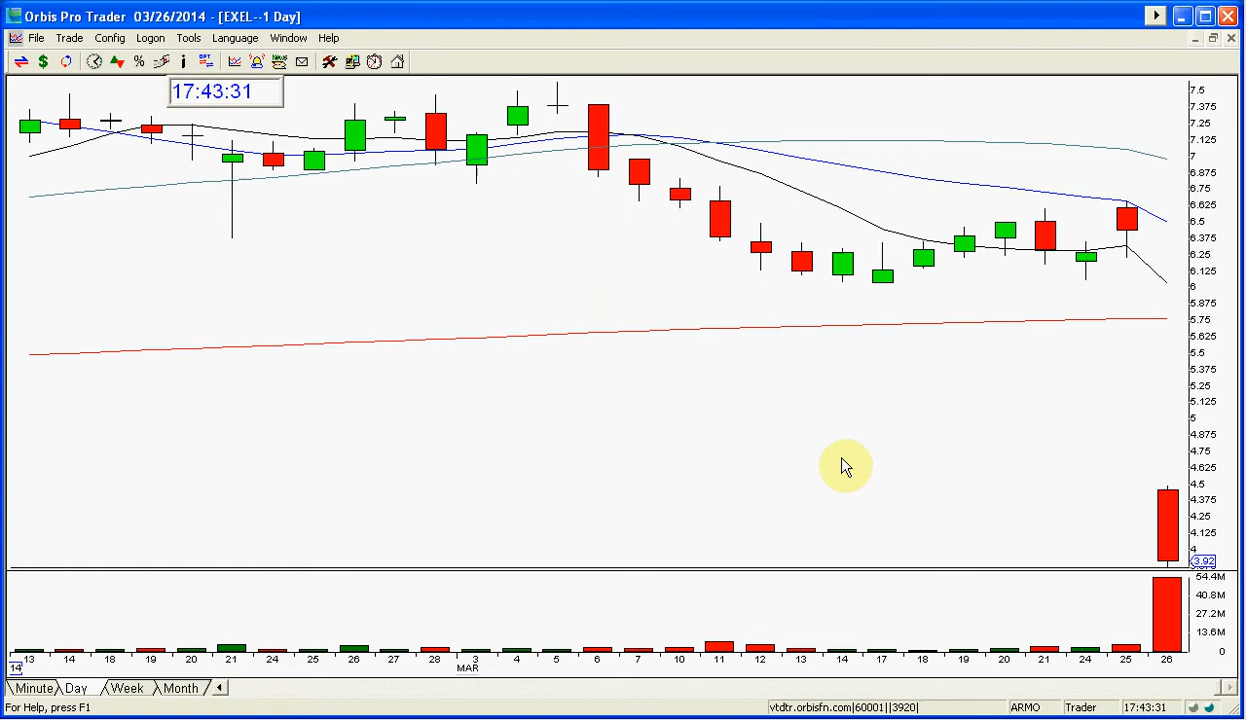 Orbis Pro Trader 03/26/2014 - [EXEL--1 Day]
File Trade Config Logon Tools Language Window Help
% i OPT News
17:43:31
7.5
7.375
7.25
7.125
7
6.875
6.75
6.625
6.5
6.375
6.25
6.125
6
5.875
5.75
5.625
5.5
5.375
5.25
5.125
5
4.875
4.75
4.625
4.5
4.375
4.25
4.125
4
3.92
54.4M
40.8M
27.2M
13.6M
0
13 14 18 19 20 21 24 25 26 27 28 3 4 5 6 7 10 11 12 13 14 17 18 19 20 21 24 25 26
14 MAR
Minute Day Week Month
For Help, press F1 vtdtr.orbisfn.com|60001||3920| ARMO Trader 17:43:31